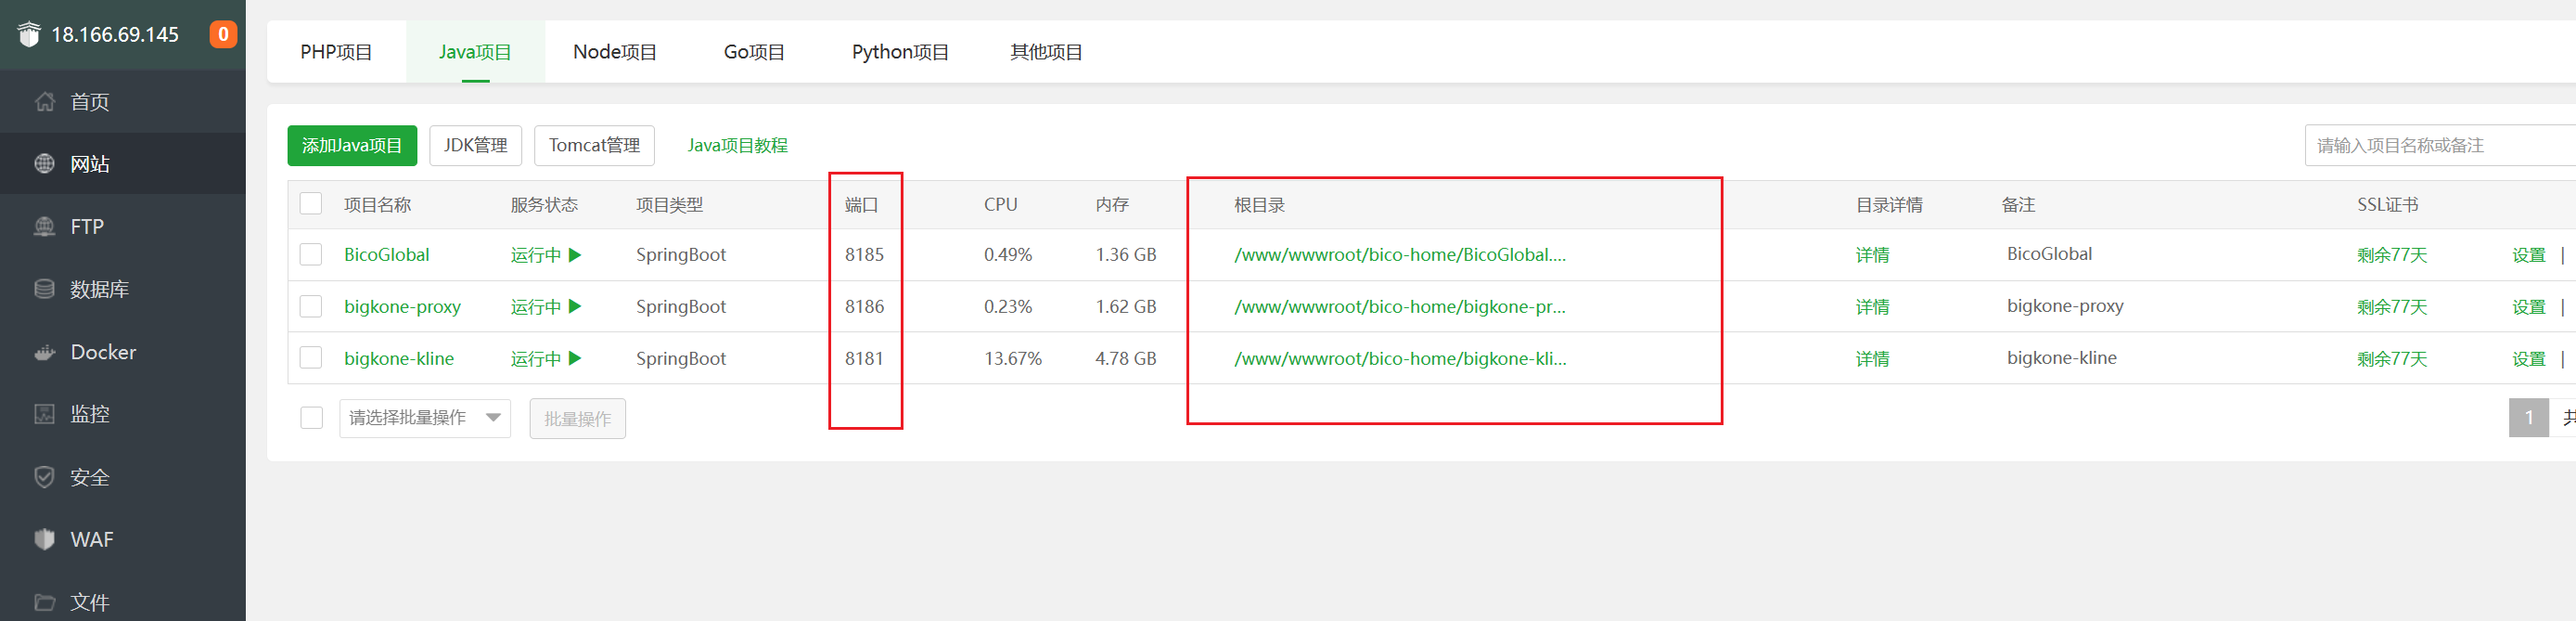 18.166.69.145 0
首页
网站
FTP
数据库
Docker
监控
安全
WAF
文件
PHP项目 Java项目 Node项目 Go项目 Python项目 其他项目
添加Java项目 JDK管理 Tomcat管理 Java项目教程 请输入项目名称或备注
项目名称 服务状态 项目类型 端口 CPU 内存 根目录 目录详情 备注 SSL证书
BicoGlobal 运行中 SpringBoot 8185 0.49% 1.36 GB /www/wwwroot/bico-home/BicoGlobal.... 详情 BicoGlobal 剩余77天 设置 |
bigkone-proxy 运行中 SpringBoot 8186 0.23% 1.62 GB /www/wwwroot/bico-home/bigkone-pr... 详情 bigkone-proxy 剩余77天 设置 |
bigkone-kline 运行中 SpringBoot 8181 13.67% 4.78 GB /www/wwwroot/bico-home/bigkone-kli... 详情 bigkone-kline 剩余77天 设置 |
请选择批量操作 批量操作 1